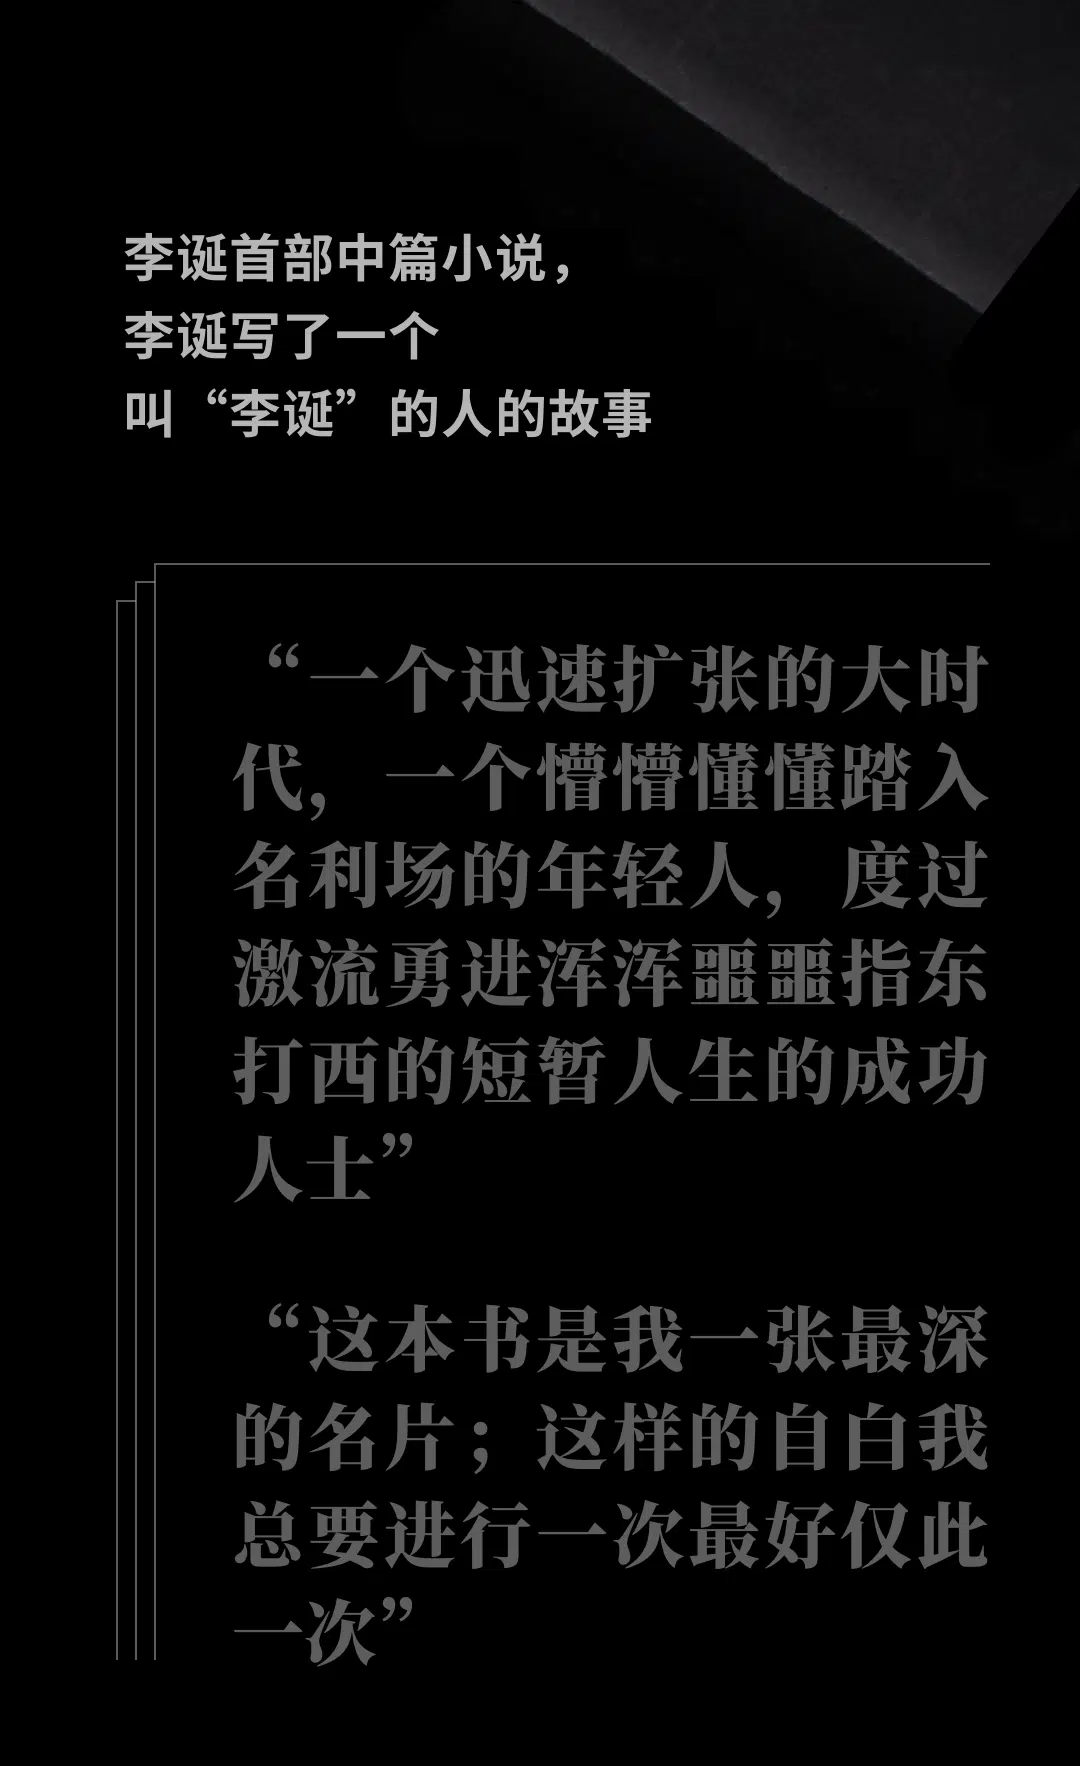 李诞首部中篇小说，
李诞写了一个
叫“李诞”的人的故事
“一个迅速扩张的大时
代，一个懵懵懂懂踏入
名利场的年轻人，度过
激流勇进浑浑噩噩指东
打西的短暂人生的成功
人士”
“这本书是我一张最深
的名片；这样的自白我
总要进行一次最好仅此
一次”